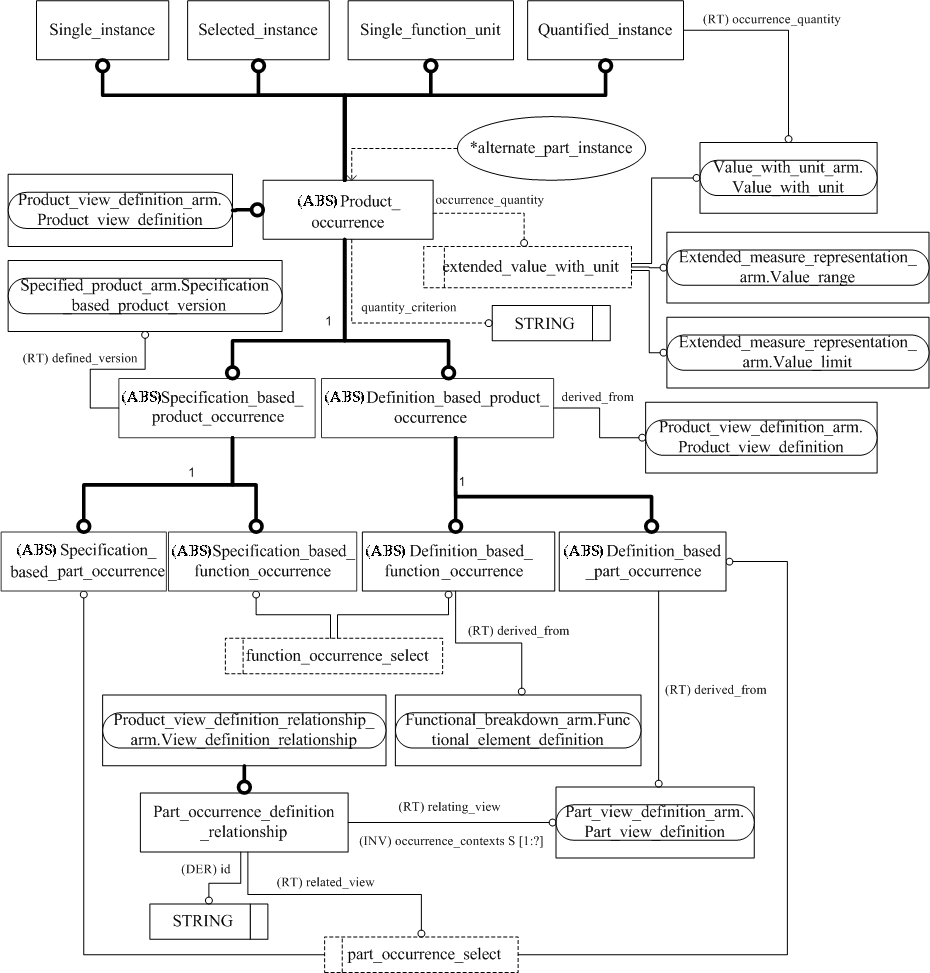 Single_instance
Selected_instance
Single_function_unit
Quantified_instance
(RT) occurrence_quantity
*alternate_part_instance
Value_with_unit_arm.
Value_with_unit
Product_view_definition_arm.
Product_view_definition
(ABS) Product_
occurrence
occurrence_quantity
extended_value_with_unit
Extended_measure_representation_
arm.Value_range
Specified_product_arm.Specification
_based_product_version
quantity_criterion
STRING
1
Extended_measure_representation_
arm.Value_limit
(RT) defined_version
(ABS)Specification_based_
product_occurrence
(ABS) Definition_based_product_
occurrence
derived_from
Product_view_definition_arm.
Product_view_definition
1
1
(ABS) Specification_
based_part_occurrence
(ABS)Specification_based_
function_occurrence
(ABS) Definition_based_
function_occurrence
(ABS) Definition_based
_part_occurrence
(RT) derived_from
function_occurrence_select
(RT) derived_from
Product_view_definition_relationship_
arm.View_definition_relationship
Functional_breakdown_arm.Func
tional_element_definition
Part_occurrence_definition
_relationship
(RT) relating_view
(INV) occurrence_contexts S [1:?]
Part_view_definition_arm.
Part_view_definition
(DER) id
(RT) related_view
STRING
part_occurrence_select